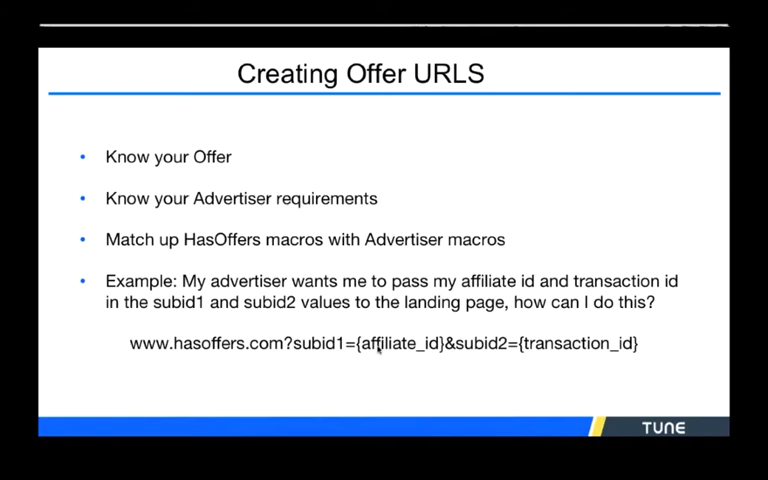 Creating Offer URLS
• Know your Offer
• Know your Advertiser requirements
• Match up HasOffers macros with Advertiser macros
• Example: My advertiser wants me to pass my affiliate id and transaction id
in the subid1 and subid2 values to the landing page, how can I do this?
www.hasoffers.com?subid1={affiliate_id}&subid2={transaction_id}
TUNE